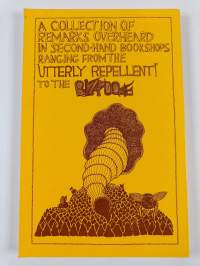 A COLLECTION OF
REMARKS OVERHEARD
IN SECOND-HAND BOOKSHOPS
RANGING FROM THE
UTTERLY REPELLENT!
TO THE